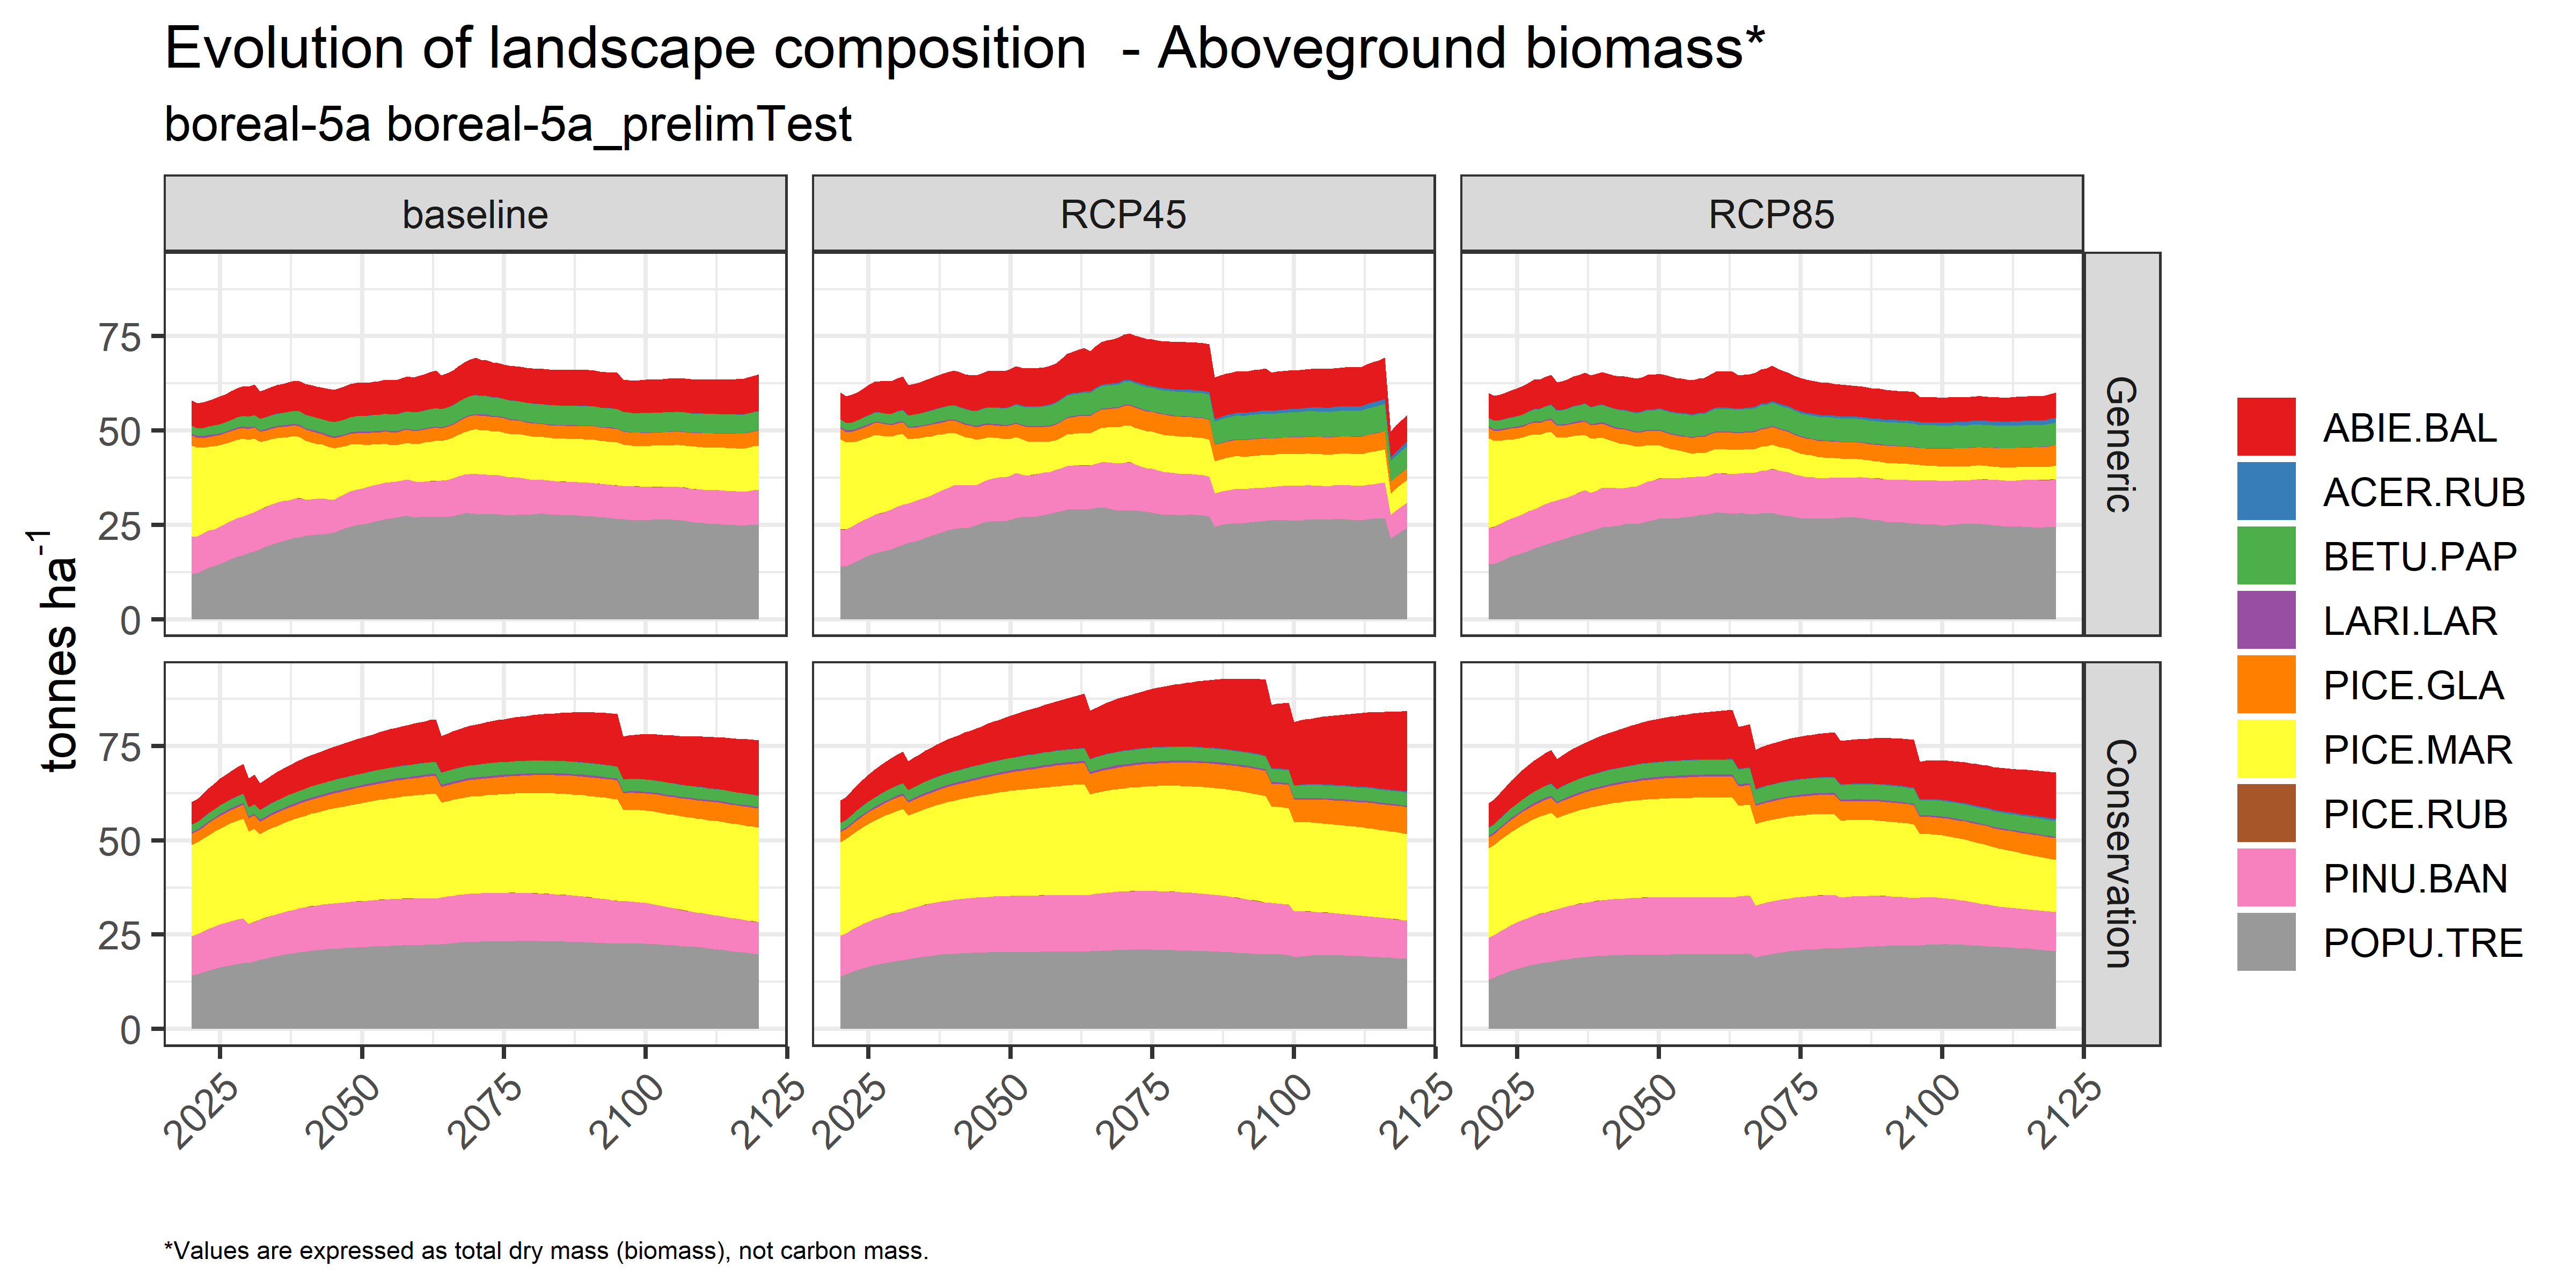 Evolution of landscape composition  - Aboveground biomass*
boreal-5a boreal-5a_prelimTest
baseline
RCP45
RCP85
75
50
25
0
Generic
75
50
25
0
Conservation
tonnes ha⁻¹
2025
2050
2075
2100
2125
2025
2050
2075
2100
2125
2025
2050
2075
2100
2125
ABIE.BAL
ACER.RUB
BETU.PAP
LARI.LAR
PICE.GLA
PICE.MAR
PICE.RUB
PINU.BAN
POPU.TRE
*Values are expressed as total dry mass (biomass), not carbon mass.